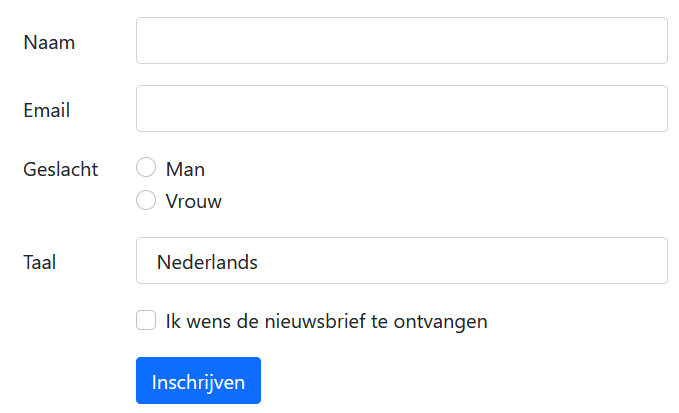 Naam
Email
Geslacht
Man
Vrouw
Taal
Nederlands
Ik wens de nieuwsbrief te ontvangen
Inschrijven